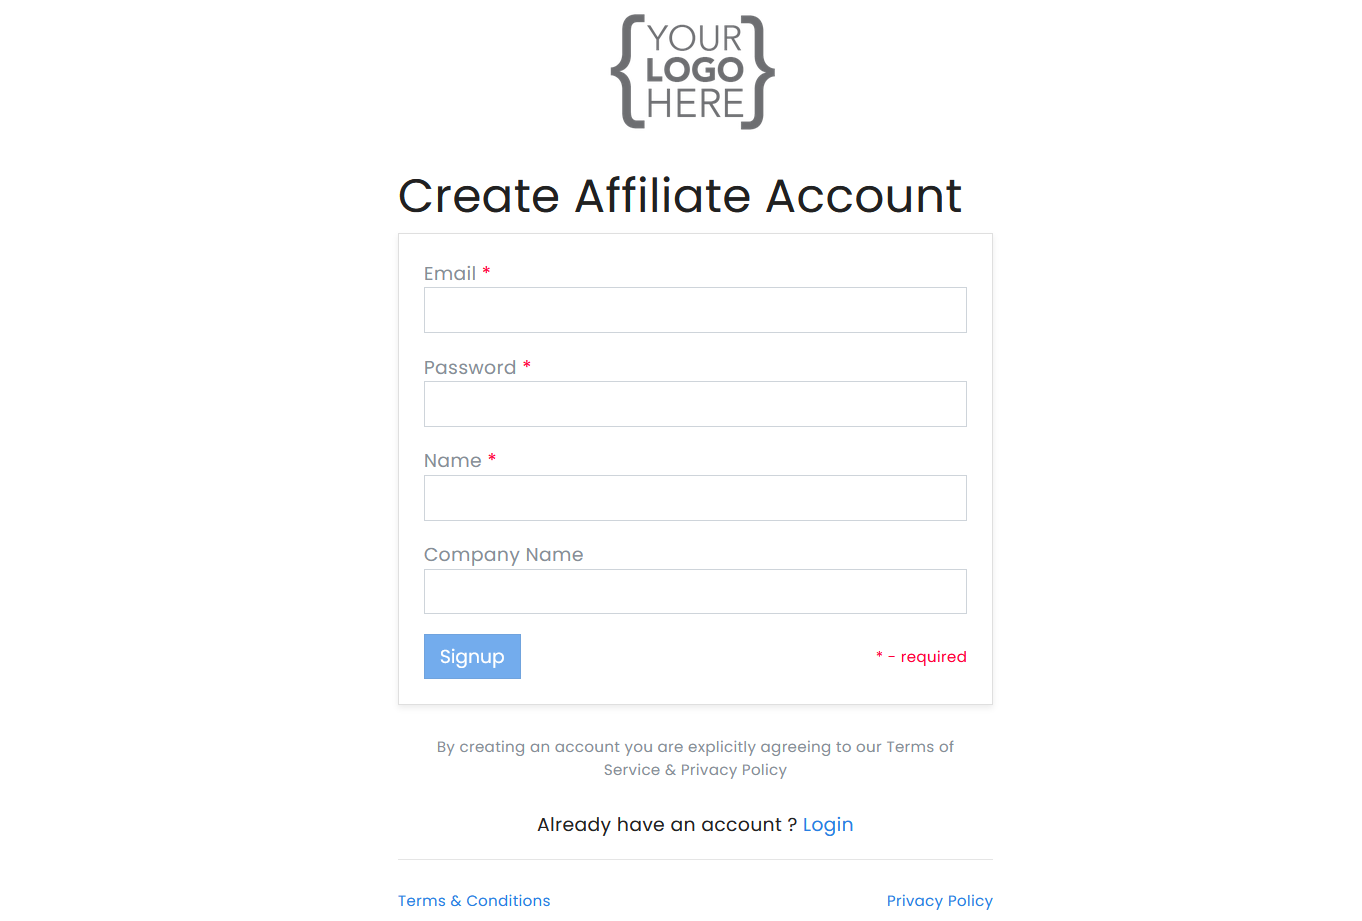 YOUR
LOGO
HERE
Create Affiliate Account
Email *
Password *
Name *
Company Name
Signup
* - required
By creating an account you are explicitly agreeing to our Terms of
Service & Privacy Policy
Already have an account ? Login
Terms & Conditions
Privacy Policy